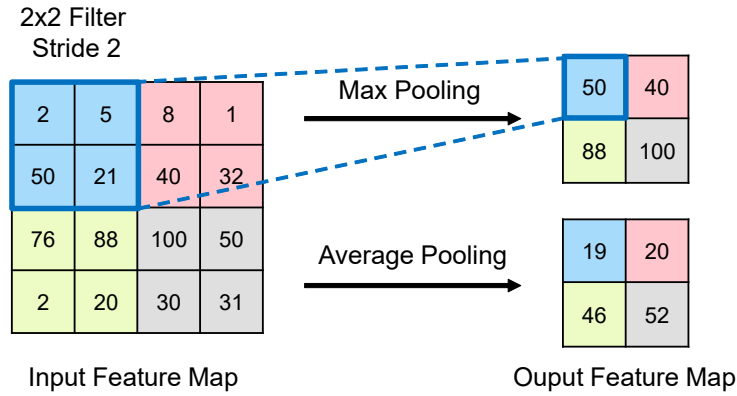 2x2 Filter
Stride 2
2 5 8 1
50 21 40 32
76 88 100 50
2 20 30 31
Input Feature Map
Max Pooling
50 40
88 100
Average Pooling
19 20
46 52
Ouput Feature Map